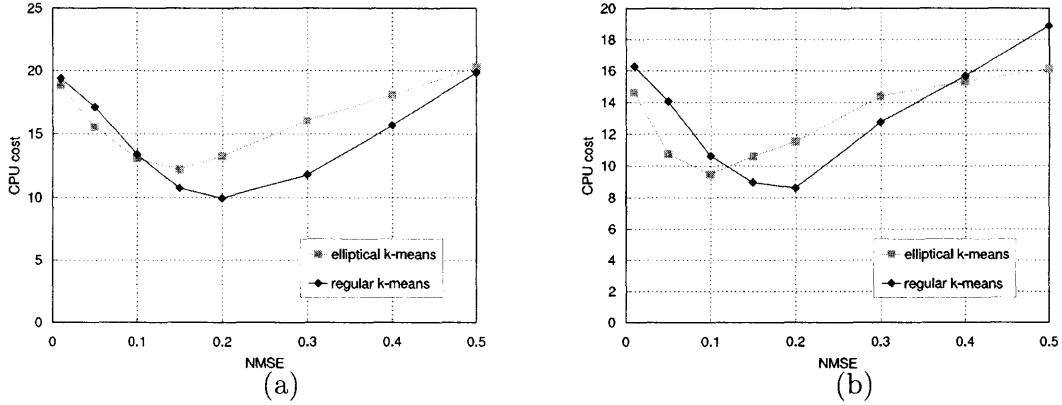 25
20
15
10
5
0
CPU cost
elliptical k-means
regular k-means
0 0.1 0.2 0.3 0.4 0.5
NMSE
(a)
20
18
16
14
12
10
8
6
4
2
0
CPU cost
elliptical k-means
regular k-means
0 0.1 0.2 0.3 0.4 0.5
NMSE
(b)